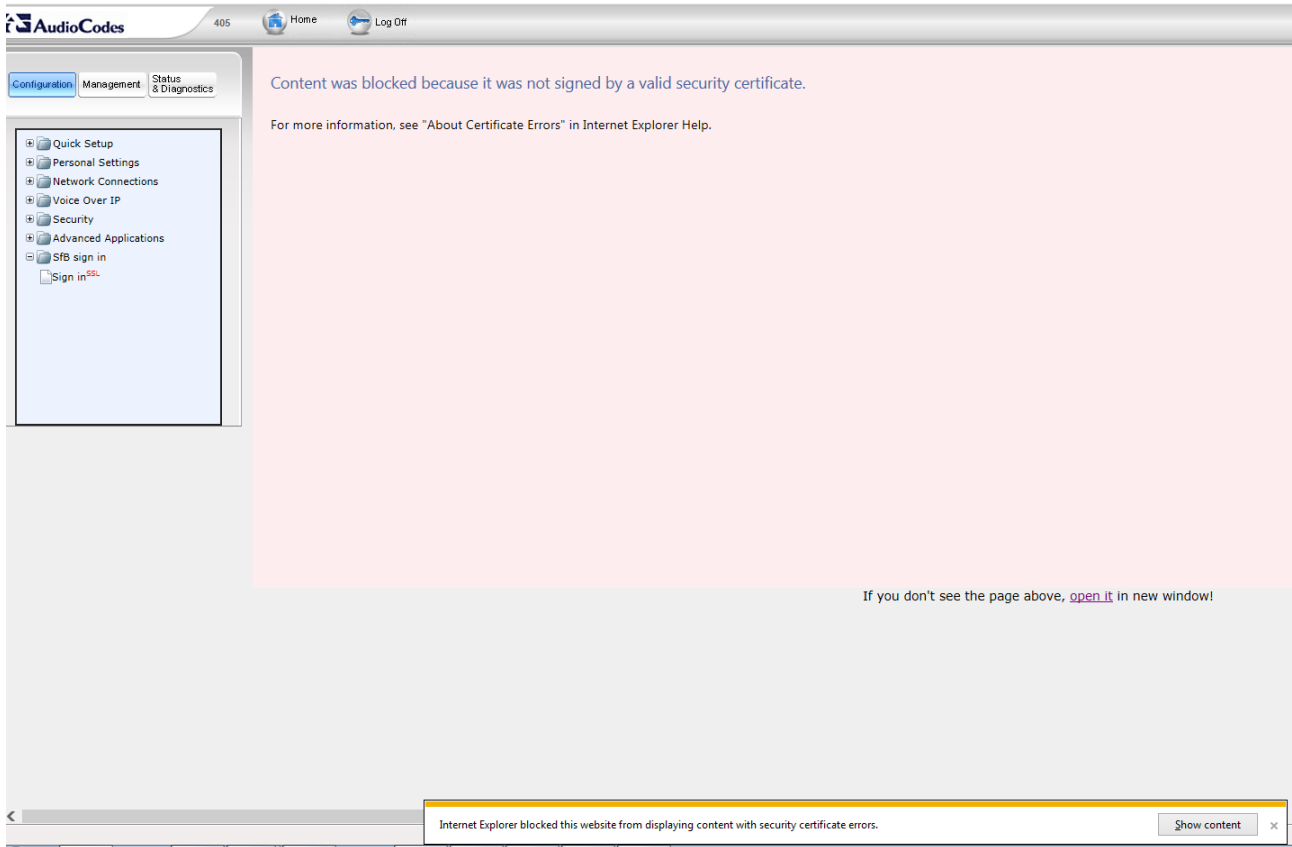 AudioCodes
405
Home
Log Off
Configuration
Management
Status
& Diagnostics
Quick Setup
Personal Settings
Network Connections
Voice Over IP
Security
Advanced Applications
SfB sign in
Sign inSSL
Content was blocked because it was not signed by a valid security certificate.
For more information, see "About Certificate Errors" in Internet Explorer Help.
If you don't see the page above, open it in new window!
Internet Explorer blocked this website from displaying content with security certificate errors.
Show content